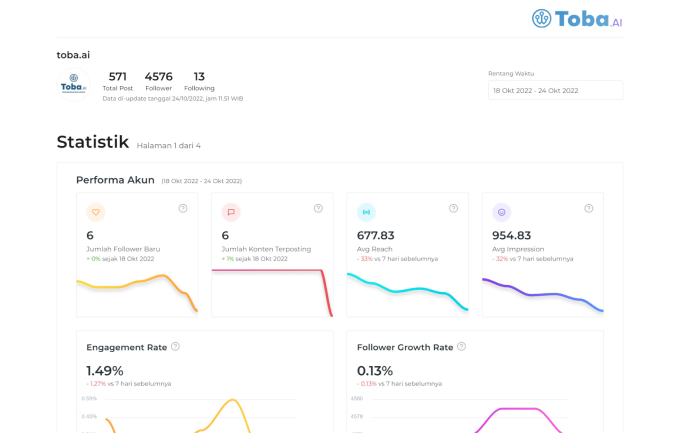 Toba.AI
toba.ai
Toba.ai
571 4576 13
Total Post Follower Following
Data di-update tanggal 24/10/2022, jam 11.51 WIB
Rentang Waktu
18 Okt 2022 - 24 Okt 2022
Statistik Halaman 1 dari 4
Performa Akun (18 Okt 2022 - 24 Okt 2022)
6
Jumlah Follower Baru
+ 0% sejak 18 Okt 2022
6
Jumlah Konten Terposting
+ 1% sejak 18 Okt 2022
677.83
Avg Reach
- 33% vs 7 hari sebelumnya
954.83
Avg Impression
- 32% vs 7 hari sebelumnya
Engagement Rate
1.49%
- 1.27% vs 7 hari sebelumnya
Follower Growth Rate
0.13%
- 0.13% vs 7 hari sebelumnya
4578